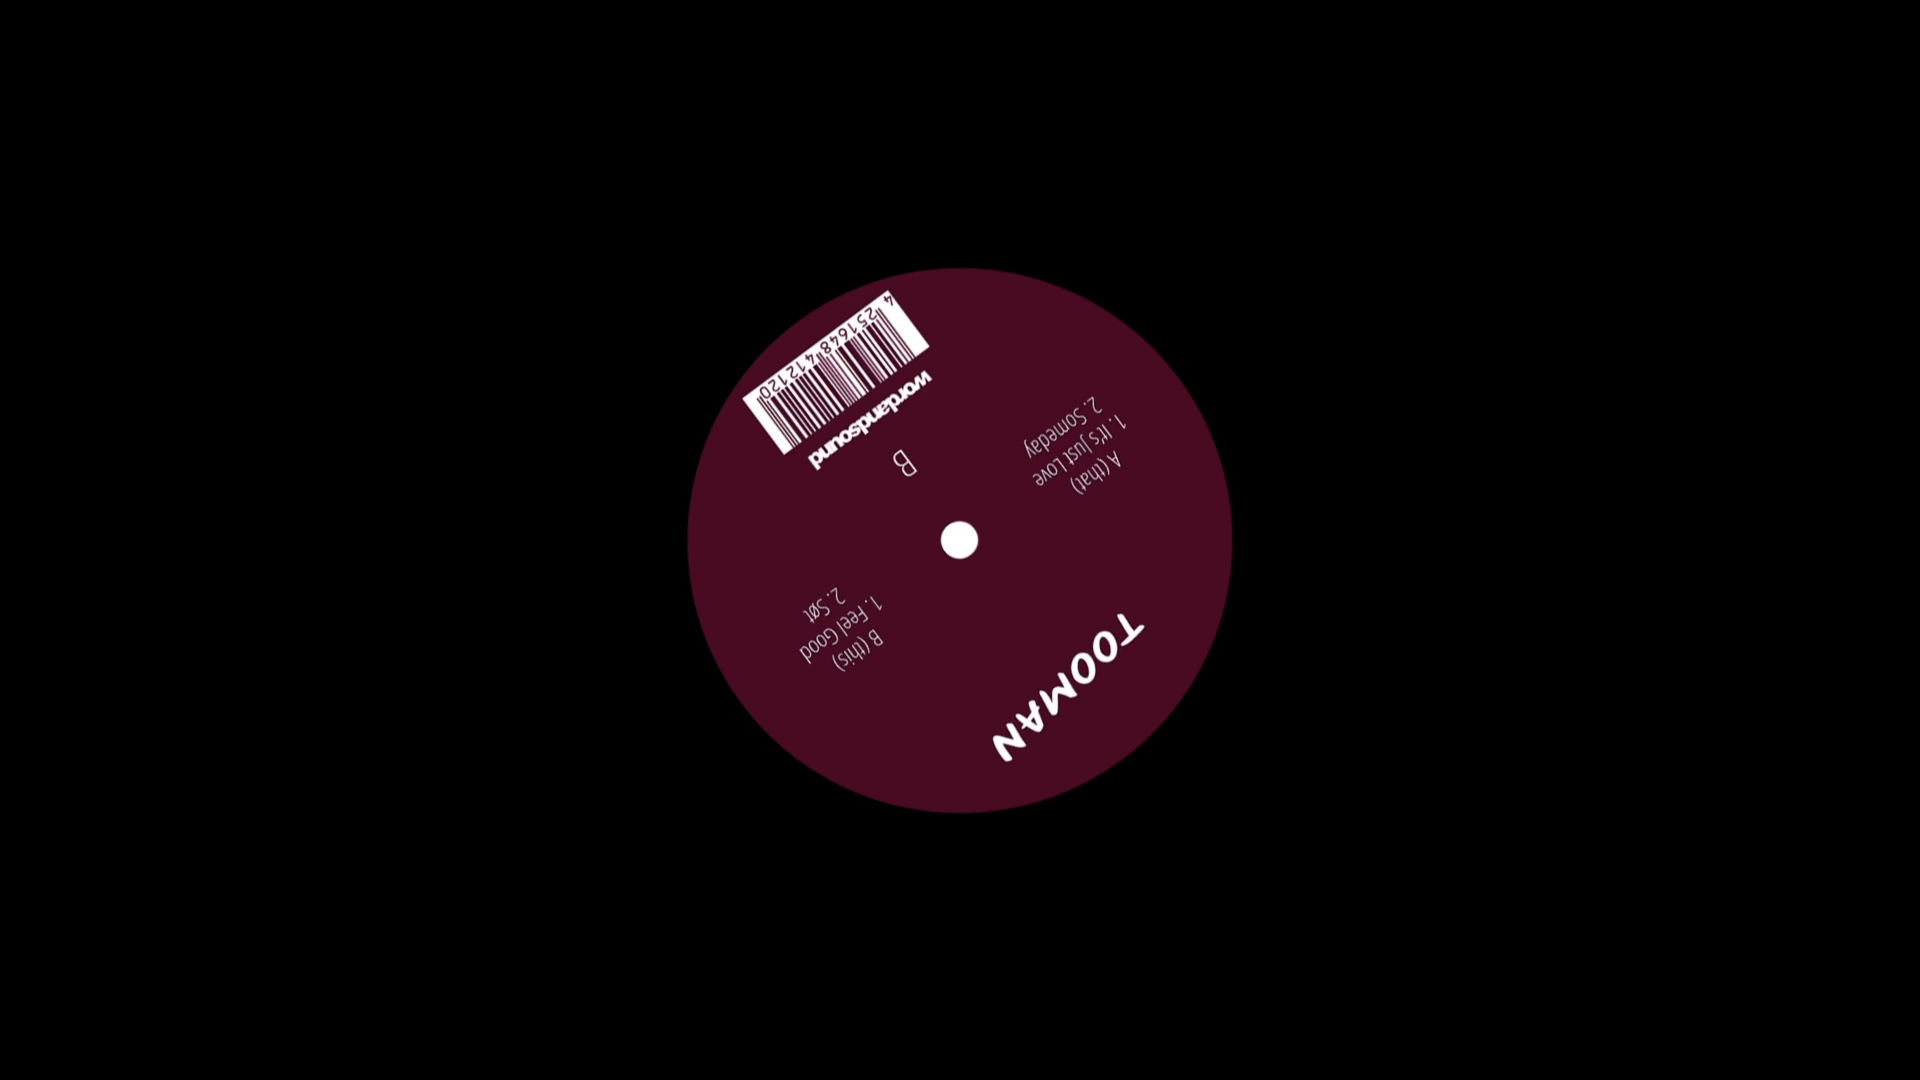 TOOMAN
A (that)
1. It's Just Love
2. Someday
B (this)
1. Feel Good
2. Søt
B
wordandsound
4 251648 412120